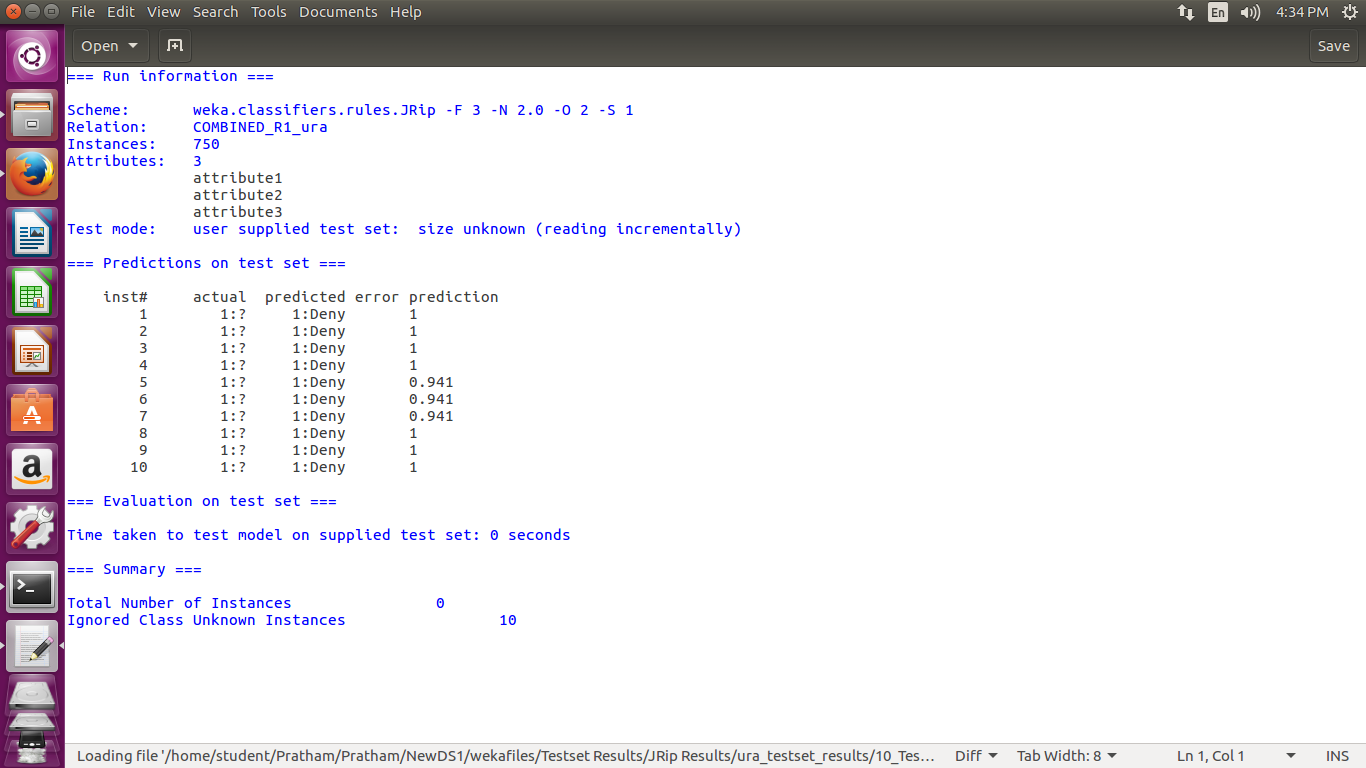 File Edit View Search Tools Documents Help En 4:34 PM
Open Save
=== Run information ===
Scheme: weka.classifiers.rules.JRip -F 3 -N 2.0 -O 2 -S 1
Relation: COMBINED_R1_ura
Instances: 750
Attributes: 3
attribute1
attribute2
attribute3
Test mode: user supplied test set: size unknown (reading incrementally)
=== Predictions on test set ===
inst# actual predicted error prediction
1 1:? 1:Deny 1
2 1:? 1:Deny 1
3 1:? 1:Deny 1
4 1:? 1:Deny 1
5 1:? 1:Deny 0.941
6 1:? 1:Deny 0.941
7 1:? 1:Deny 0.941
8 1:? 1:Deny 1
9 1:? 1:Deny 1
10 1:? 1:Deny 1
=== Evaluation on test set ===
Time taken to test model on supplied test set: 0 seconds
=== Summary ===
Total Number of Instances 0
Ignored Class Unknown Instances 10
Loading file '/home/student/Pratham/Pratham/NewDS1/wekafiles/Testset Results/JRip Results/ura_testset_results/10_Tes… Diff Tab Width: 8 Ln 1, Col 1 INS